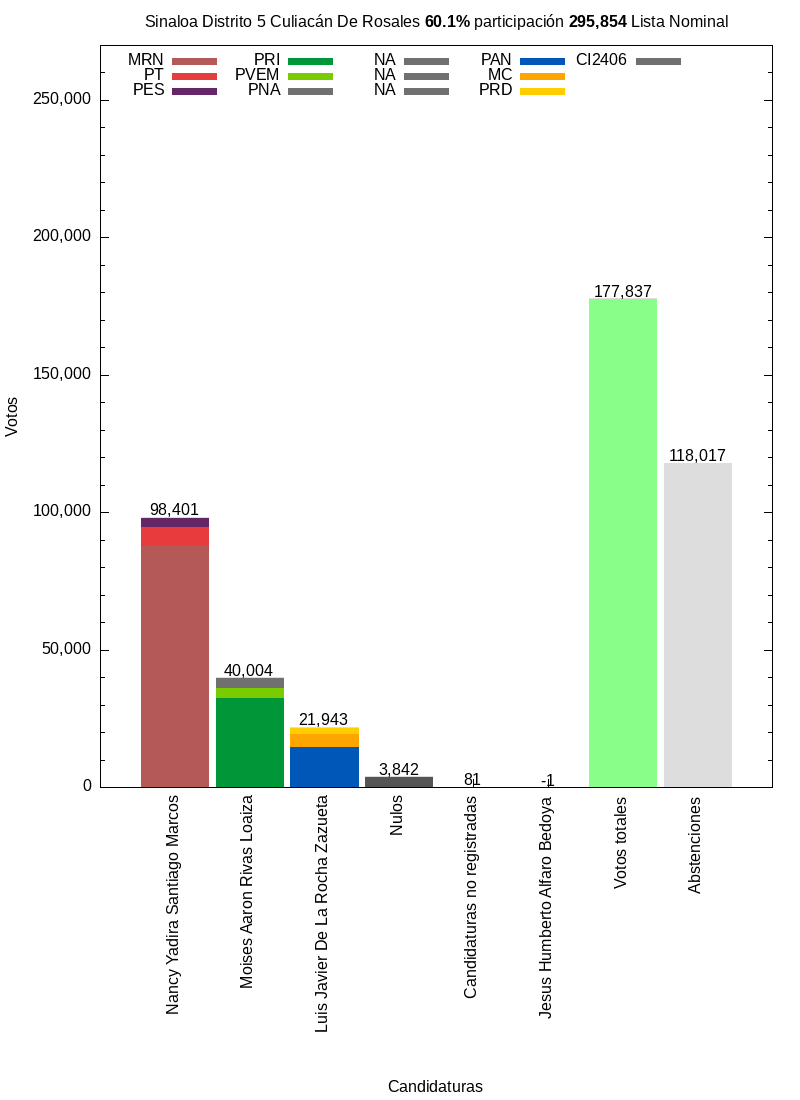 Sinaloa Distrito 5 Culiacán De Rosales 60.1% participación 295,854 Lista Nominal
MRN PRI NA PAN CI2406
PT PVEM NA MC
PES PNA NA PRD
250,000
200,000
150,000
100,000
50,000
0
Votos
98,401
40,004
21,943
3,842
81
-1
177,837
118,017
Nancy Yadira Santiago Marcos
Moises Aaron Rivas Loaiza
Luis Javier De La Rocha Zazueta
Nulos
Candidaturas no registradas
Jesus Humberto Alfaro Bedoya
Votos totales
Abstenciones
Candidaturas